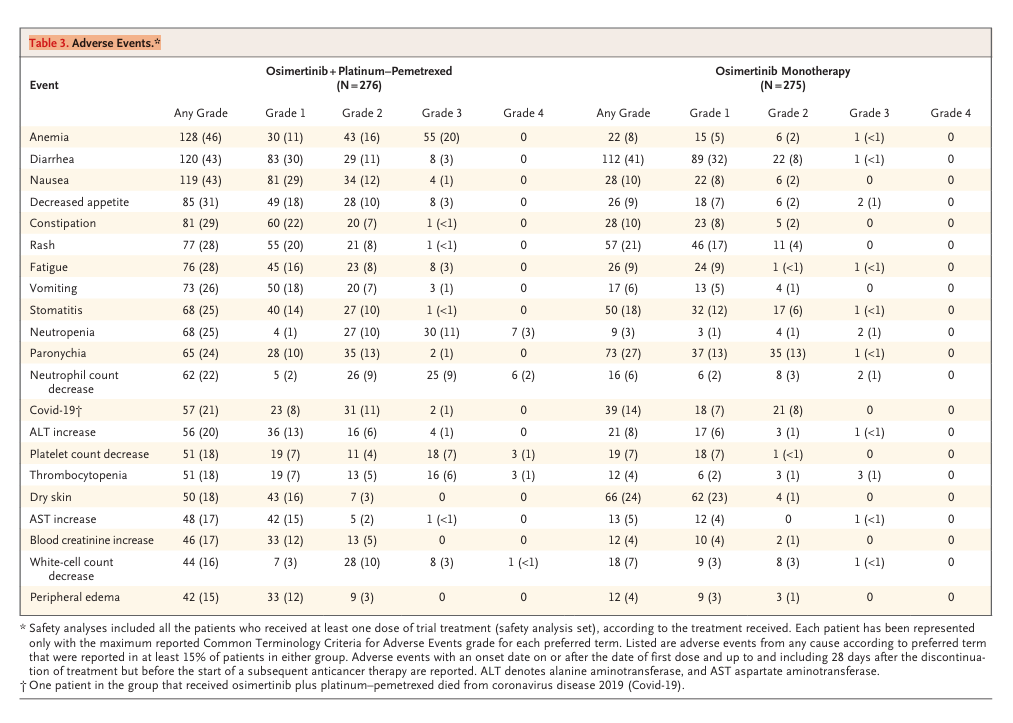 Table 3. Adverse Events.*
Event Osimertinib + Platinum–Pemetrexed (N = 276) Osimertinib Monotherapy (N = 275)
Any Grade Grade 1 Grade 2 Grade 3 Grade 4 Any Grade Grade 1 Grade 2 Grade 3 Grade 4
Anemia 128 (46) 30 (11) 43 (16) 55 (20) 0 22 (8) 15 (5) 6 (2) 1 (<1) 0
Diarrhea 120 (43) 83 (30) 29 (11) 8 (3) 0 112 (41) 89 (32) 22 (8) 1 (<1) 0
Nausea 119 (43) 81 (29) 34 (12) 4 (1) 0 28 (10) 22 (8) 6 (2) 0 0
Decreased appetite 85 (31) 49 (18) 28 (10) 8 (3) 0 26 (9) 18 (7) 6 (2) 2 (1) 0
Constipation 81 (29) 60 (22) 20 (7) 1 (<1) 0 28 (10) 23 (8) 5 (2) 0 0
Rash 77 (28) 55 (20) 21 (8) 1 (<1) 0 57 (21) 46 (17) 11 (4) 0 0
Fatigue 76 (28) 45 (16) 23 (8) 8 (3) 0 26 (9) 24 (9) 1 (<1) 1 (<1) 0
Vomiting 73 (26) 50 (18) 20 (7) 3 (1) 0 17 (6) 13 (5) 4 (1) 0 0
Stomatitis 68 (25) 40 (14) 27 (10) 1 (<1) 0 50 (18) 32 (12) 17 (6) 1 (<1) 0
Neutropenia 68 (25) 4 (1) 27 (10) 30 (11) 7 (3) 9 (3) 3 (1) 4 (1) 2 (1) 0
Paronychia 65 (24) 28 (10) 35 (13) 2 (1) 0 73 (27) 37 (13) 35 (13) 1 (<1) 0
Neutrophil count 62 (22) 5 (2) 26 (9) 25 (9) 6 (2) 16 (6) 6 (2) 8 (3) 2 (1) 0
decrease
Covid-19† 57 (21) 23 (8) 31 (11) 2 (1) 0 39 (14) 18 (7) 21 (8) 0 0
ALT increase 56 (20) 36 (13) 16 (6) 4 (1) 0 21 (8) 17 (6) 3 (1) 1 (<1) 0
Platelet count decrease 51 (18) 19 (7) 11 (4) 18 (7) 3 (1) 19 (7) 18 (7) 1 (<1) 0 0
Thrombocytopenia 51 (18) 19 (7) 13 (5) 16 (6) 3 (1) 12 (4) 6 (2) 3 (1) 3 (1) 0
Dry skin 50 (18) 43 (16) 7 (3) 0 0 66 (24) 62 (23) 4 (1) 0 0
AST increase 48 (17) 42 (15) 5 (2) 1 (<1) 0 13 (5) 12 (4) 0 1 (<1) 0
Blood creatinine increase 46 (17) 33 (12) 13 (5) 0 0 12 (4) 10 (4) 2 (1) 0 0
White-cell count 44 (16) 7 (3) 28 (10) 8 (3) 1 (<1) 18 (7) 9 (3) 8 (3) 1 (<1) 0
decrease
Peripheral edema 42 (15) 33 (12) 9 (3) 0 0 12 (4) 9 (3) 3 (1) 0 0
* Safety analyses included all the patients who received at least one dose of trial treatment (safety analysis set), according to the treatment received. Each patient has been represented
only with the maximum reported Common Terminology Criteria for Adverse Events grade for each preferred term. Listed are adverse events from any cause according to preferred term
that were reported in at least 15% of patients in either group. Adverse events with an onset date on or after the date of first dose and up to and including 28 days after the discontinua-
tion of treatment but before the start of a subsequent anticancer therapy are reported. ALT denotes alanine aminotransferase, and AST aspartate aminotransferase.
† One patient in the group that received osimertinib plus platinum–pemetrexed died from coronavirus disease 2019 (Covid-19).